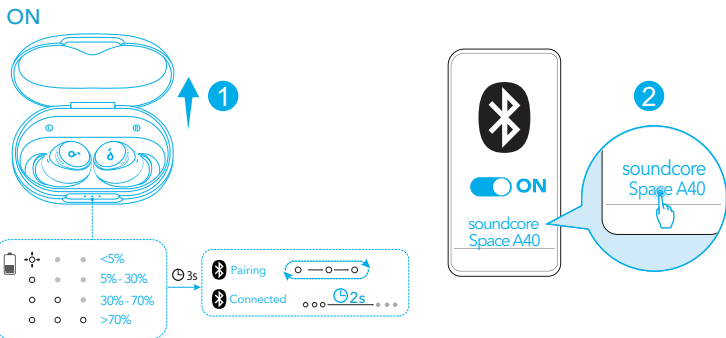 ON
1
L R
<5%
5% - 30%
30% - 70%
>70%
3s
Pairing
Connected
2s
ON
soundcore
Space A40
2
soundcore
Space A40